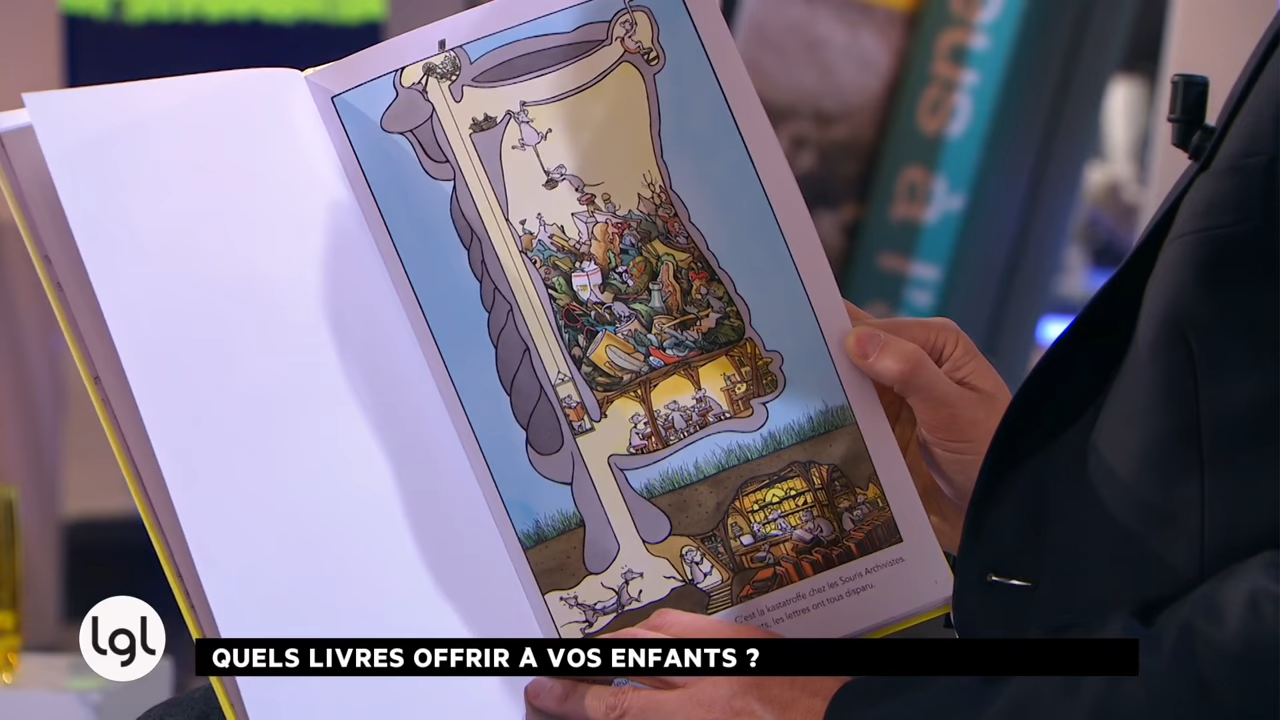 C'est la kastatroffe chez les Souris Archivistes.
les lettres ont tous disparu.
lgl
QUELS LIVRES OFFRIR À VOS ENFANTS ?